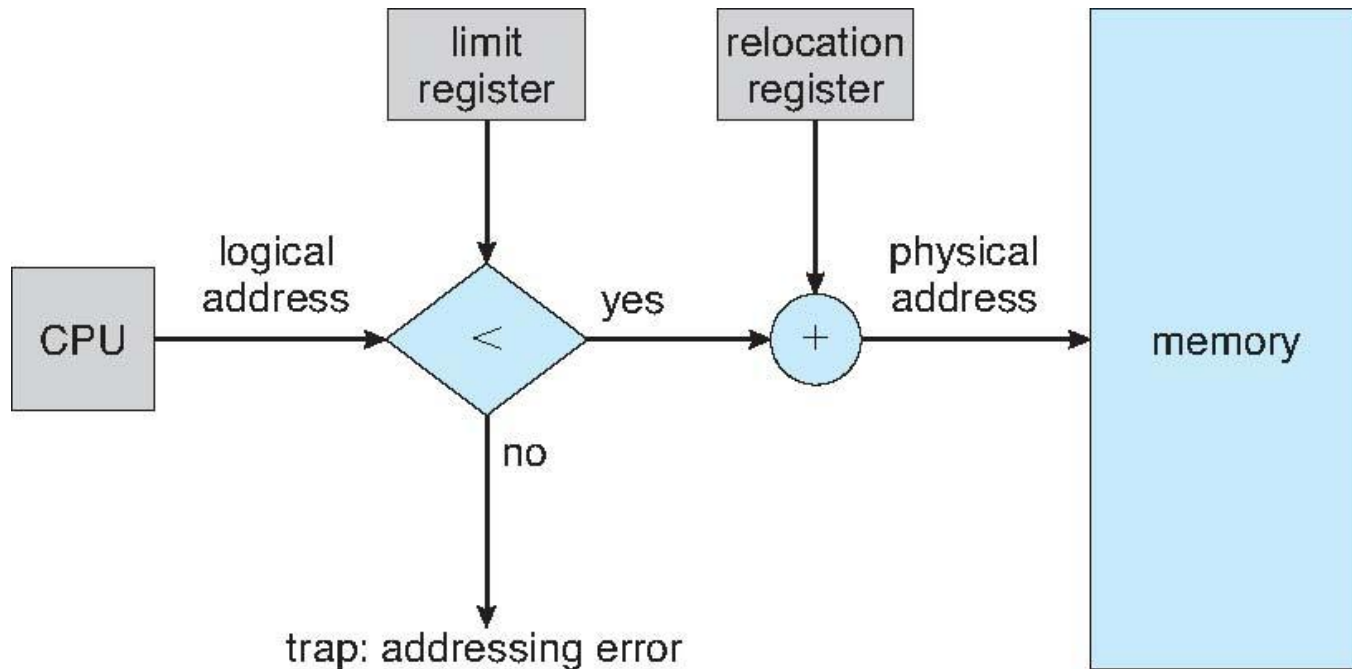 limit
register
relocation
register
logical
address
physical
address
CPU
<
yes
+
memory
no
trap: addressing error